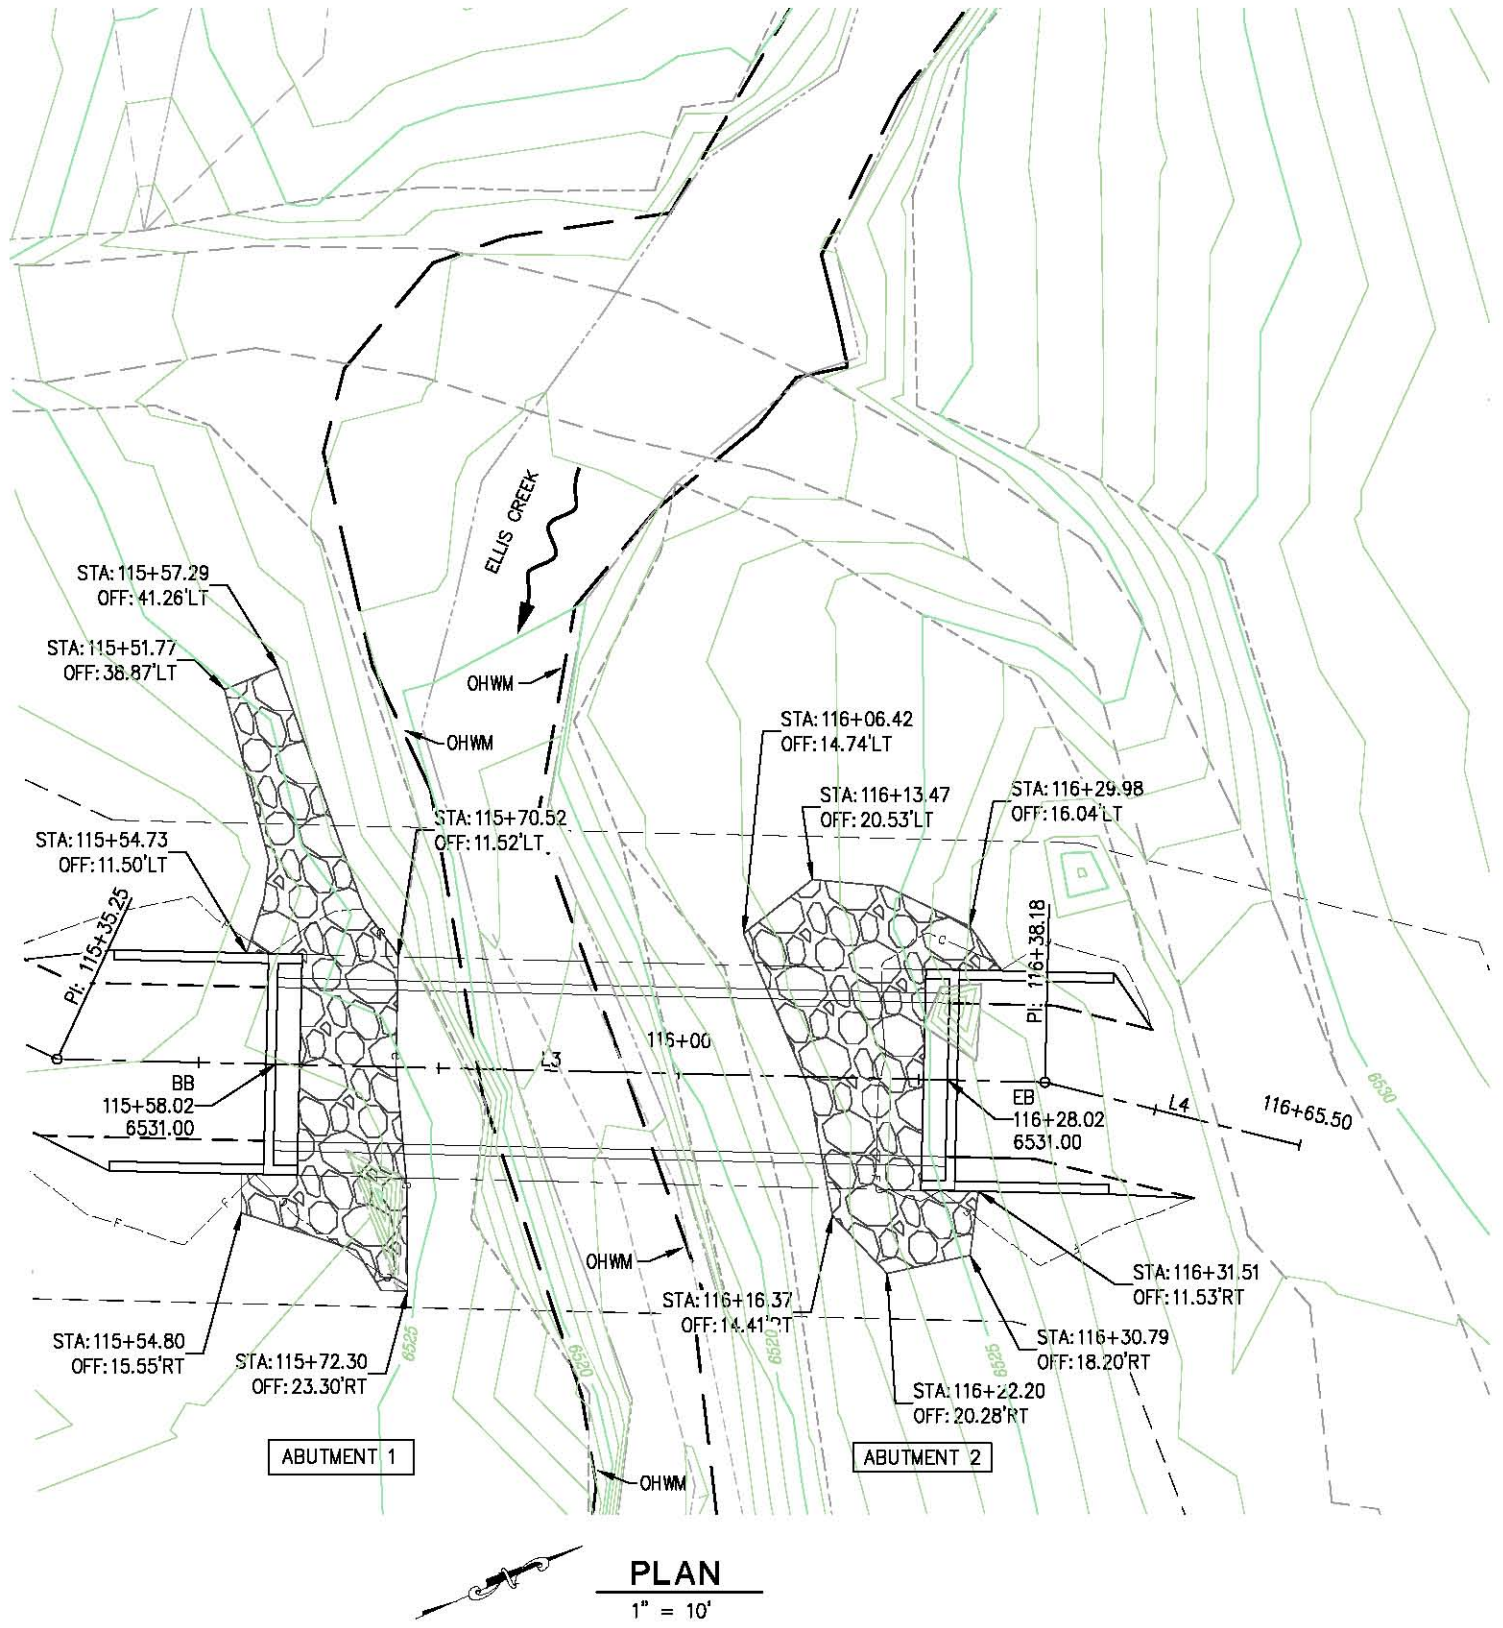 ELLIS CREEK
STA: 115+57.29
OFF: 41.26'LT
STA: 115+51.77
OFF: 38.87'LT
OHWM
OHWM
STA: 116+06.42
OFF: 14.74'LT
STA: 116+13.47
OFF: 20.53'LT
STA: 116+29.98
OFF: 16.04'LT
STA: 115+70.52
OFF: 11.52'LT
STA: 115+54.73
OFF: 11.50'LT
PI: 115+35.25
PI: 116+38.18
116+00
L3
BB
115+58.02
6531.00
EB
116+28.02
6531.00
L4
116+65.50
6530
C
C
C
F
F
OHWM
STA: 116+31.51
OFF: 11.53'RT
STA: 116+16.37
OFF: 14.41'RT
STA: 115+54.80
OFF: 15.55'RT
STA: 115+72.30
OFF: 23.30'RT
6525
6520
6520
6525
STA: 116+30.79
OFF: 18.20'RT
STA: 116+22.20
OFF: 20.28'RT
ABUTMENT 1
ABUTMENT 2
OHWM
N
PLAN
1" = 10'